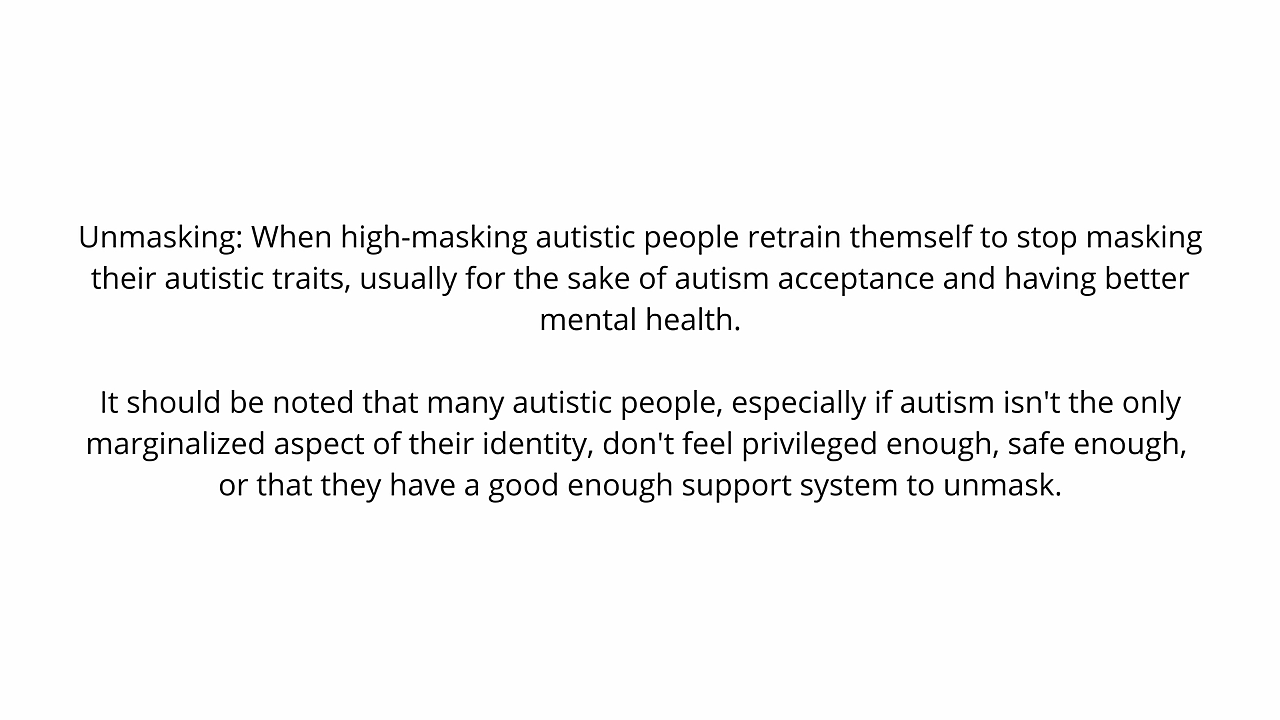 Unmasking: When high-masking autistic people retrain themself to stop masking
their autistic traits, usually for the sake of autism acceptance and having better
mental health.
It should be noted that many autistic people, especially if autism isn't the only
marginalized aspect of their identity, don't feel privileged enough, safe enough,
or that they have a good enough support system to unmask.